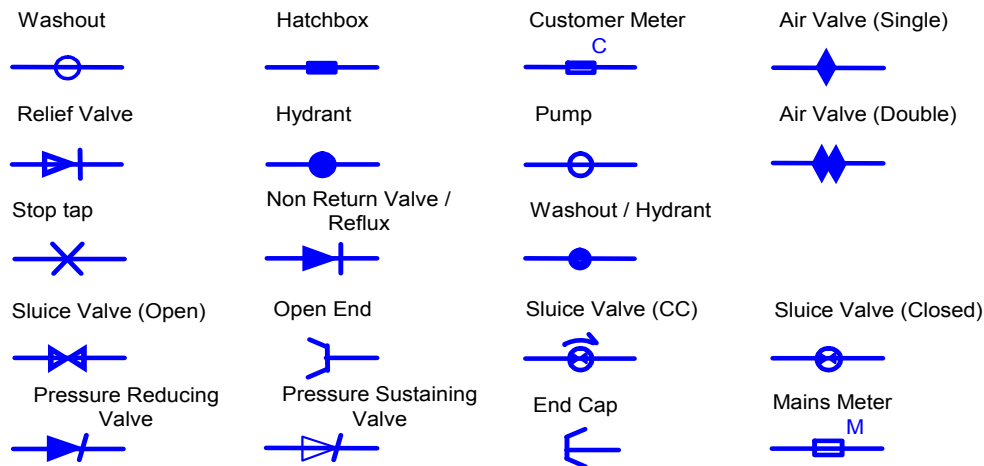 Washout
Hatchbox
Customer Meter
Air Valve (Single)
C
Relief Valve
Hydrant
Pump
Air Valve (Double)
Stop tap
Non Return Valve /
Reflux
Washout / Hydrant
Sluice Valve (Open)
Open End
Sluice Valve (CC)
Sluice Valve (Closed)
Pressure Reducing
Valve
Pressure Sustaining
Valve
End Cap
Mains Meter
M